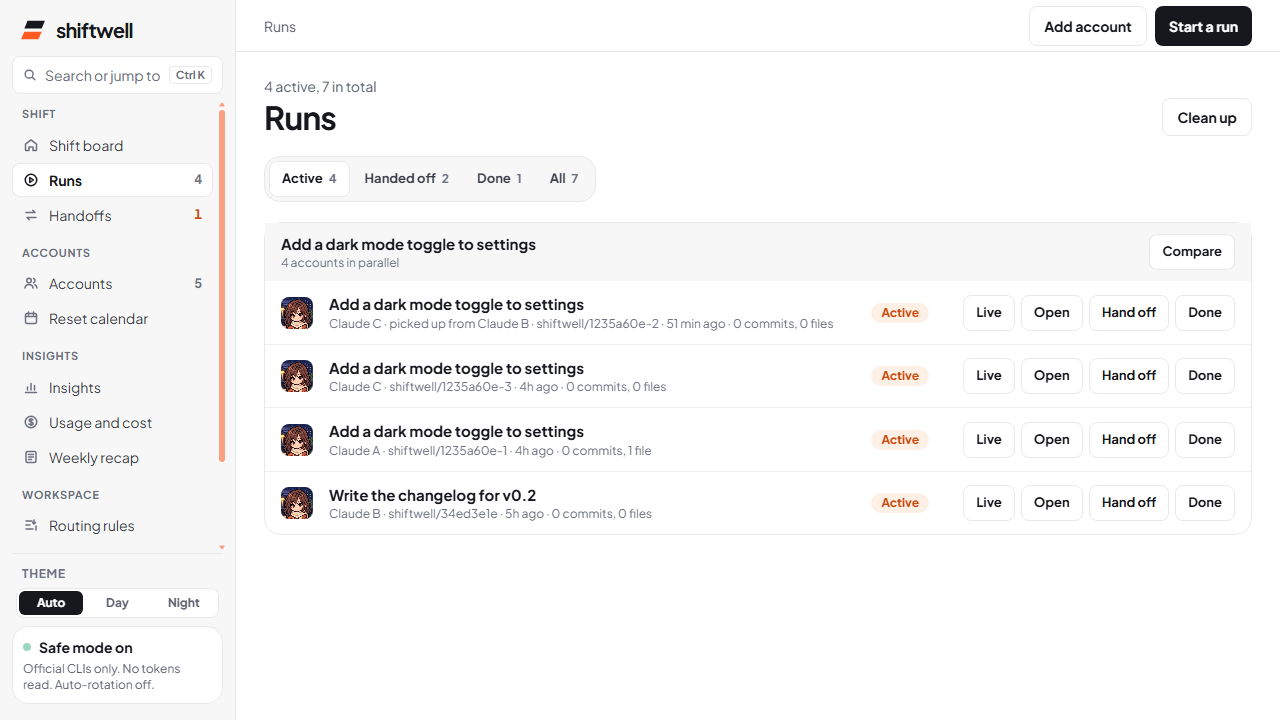 shiftwell
Search or jump to
Ctrl K
SHIFT
Shift board
Runs 4
Handoffs 1
ACCOUNTS
Accounts 5
Reset calendar
INSIGHTS
Insights
Usage and cost
Weekly recap
WORKSPACE
Routing rules
THEME
Auto Day Night
Safe mode on
Official CLIs only. No tokens
read. Auto-rotation off.
Runs
Add account
Start a run
4 active, 7 in total
Runs
Clean up
Active 4 Handed off 2 Done 1 All 7
Add a dark mode toggle to settings
4 accounts in parallel
Compare
Add a dark mode toggle to settings
Claude C · picked up from Claude B · shiftwell/1235a60e-2 · 51 min ago · 0 commits, 0 files
Active Live Open Hand off Done
Add a dark mode toggle to settings
Claude C · shiftwell/1235a60e-3 · 4h ago · 0 commits, 0 files
Active Live Open Hand off Done
Add a dark mode toggle to settings
Claude A · shiftwell/1235a60e-1 · 4h ago · 0 commits, 1 file
Active Live Open Hand off Done
Write the changelog for v0.2
Claude B · shiftwell/34ed3e1e · 5h ago · 0 commits, 0 files
Active Live Open Hand off Done